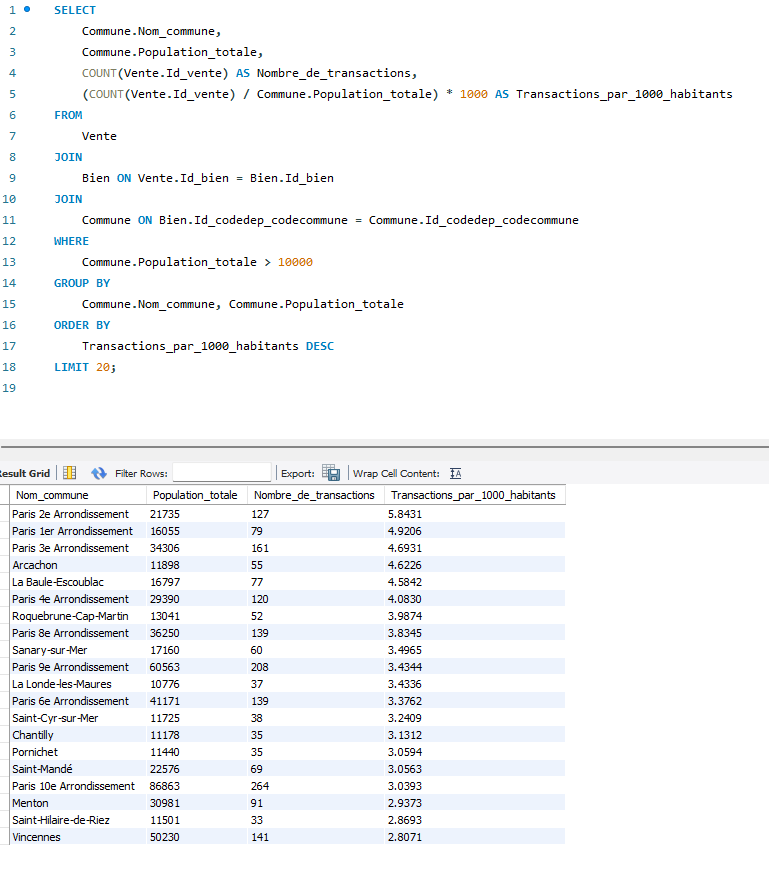 1 SELECT
2 Commune.Nom_commune,
3 Commune.Population_totale,
4 COUNT(Vente.Id_vente) AS Nombre_de_transactions,
5 (COUNT(Vente.Id_vente) / Commune.Population_totale) * 1000 AS Transactions_par_1000_habitants
6 FROM
7 Vente
8 JOIN
9 Bien ON Vente.Id_bien = Bien.Id_bien
10 JOIN
11 Commune ON Bien.Id_codedep_codecommune = Commune.Id_codedep_codecommune
12 WHERE
13 Commune.Population_totale > 10000
14 GROUP BY
15 Commune.Nom_commune, Commune.Population_totale
16 ORDER BY
17 Transactions_par_1000_habitants DESC
18 LIMIT 20;
19
Result Grid Filter Rows: Export: Wrap Cell Content:
Nom_commune Population_totale Nombre_de_transactions Transactions_par_1000_habitants
Paris 2e Arrondissement 21735 127 5.8431
Paris 1er Arrondissement 16055 79 4.9206
Paris 3e Arrondissement 34306 161 4.6931
Arcachon 11898 55 4.6226
La Baule-Escoublac 16797 77 4.5842
Paris 4e Arrondissement 29390 120 4.0830
Roquebrune-Cap-Martin 13041 52 3.9874
Paris 8e Arrondissement 36250 139 3.8345
Sanary-sur-Mer 17160 60 3.4965
Paris 9e Arrondissement 60563 208 3.4344
La Londe-les-Maures 10776 37 3.4336
Paris 6e Arrondissement 41171 139 3.3762
Saint-Cyr-sur-Mer 11725 38 3.2409
Chantilly 11178 35 3.1312
Pornichet 11440 35 3.0594
Saint-Mandé 22576 69 3.0563
Paris 10e Arrondissement 86863 264 3.0393
Menton 30981 91 2.9373
Saint-Hilaire-de-Riez 11501 33 2.8693
Vincennes 50230 141 2.8071